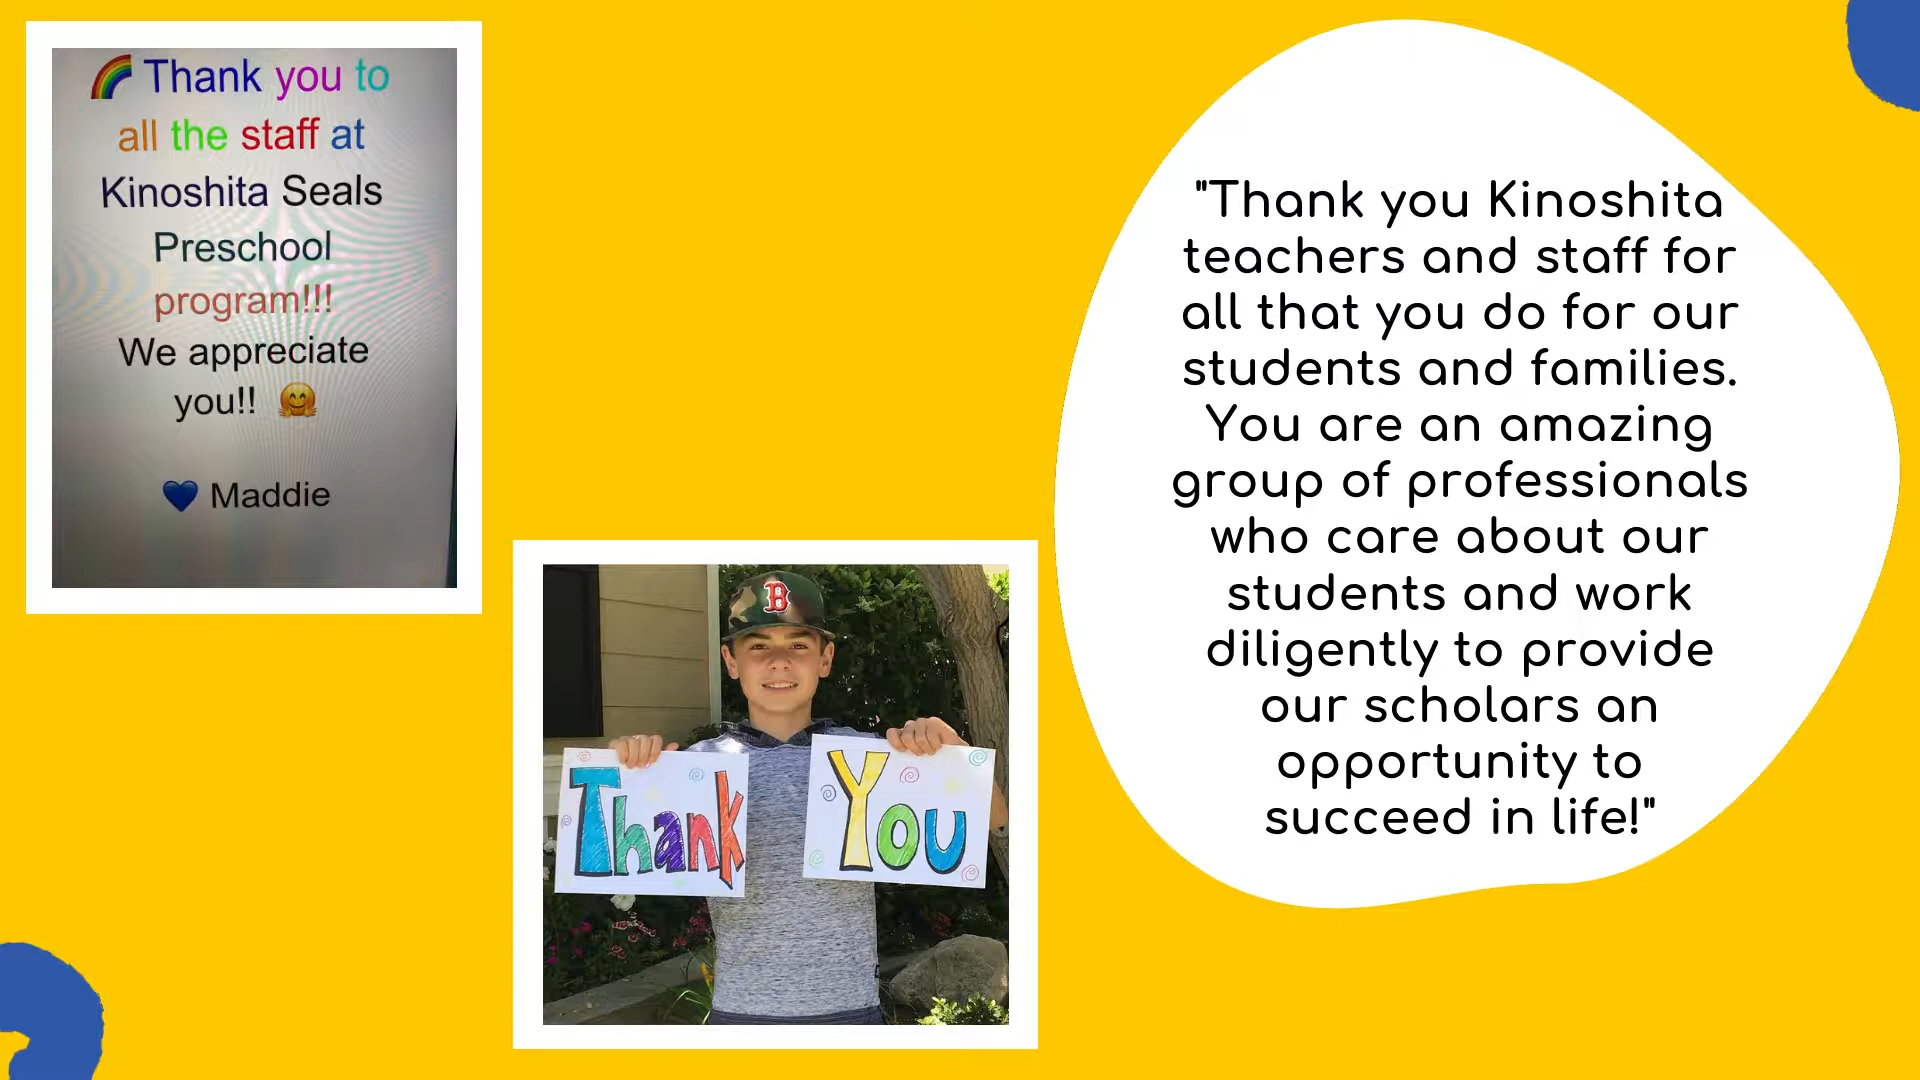 🌈 Thank you to
all the staff at
Kinoshita Seals
Preschool
program!!!
We appreciate
you!! 🤗
💙 Maddie
B
Thank You
"Thank you Kinoshita
teachers and staff for
all that you do for our
students and families.
You are an amazing
group of professionals
who care about our
students and work
diligently to provide
our scholars an
opportunity to
succeed in life!"